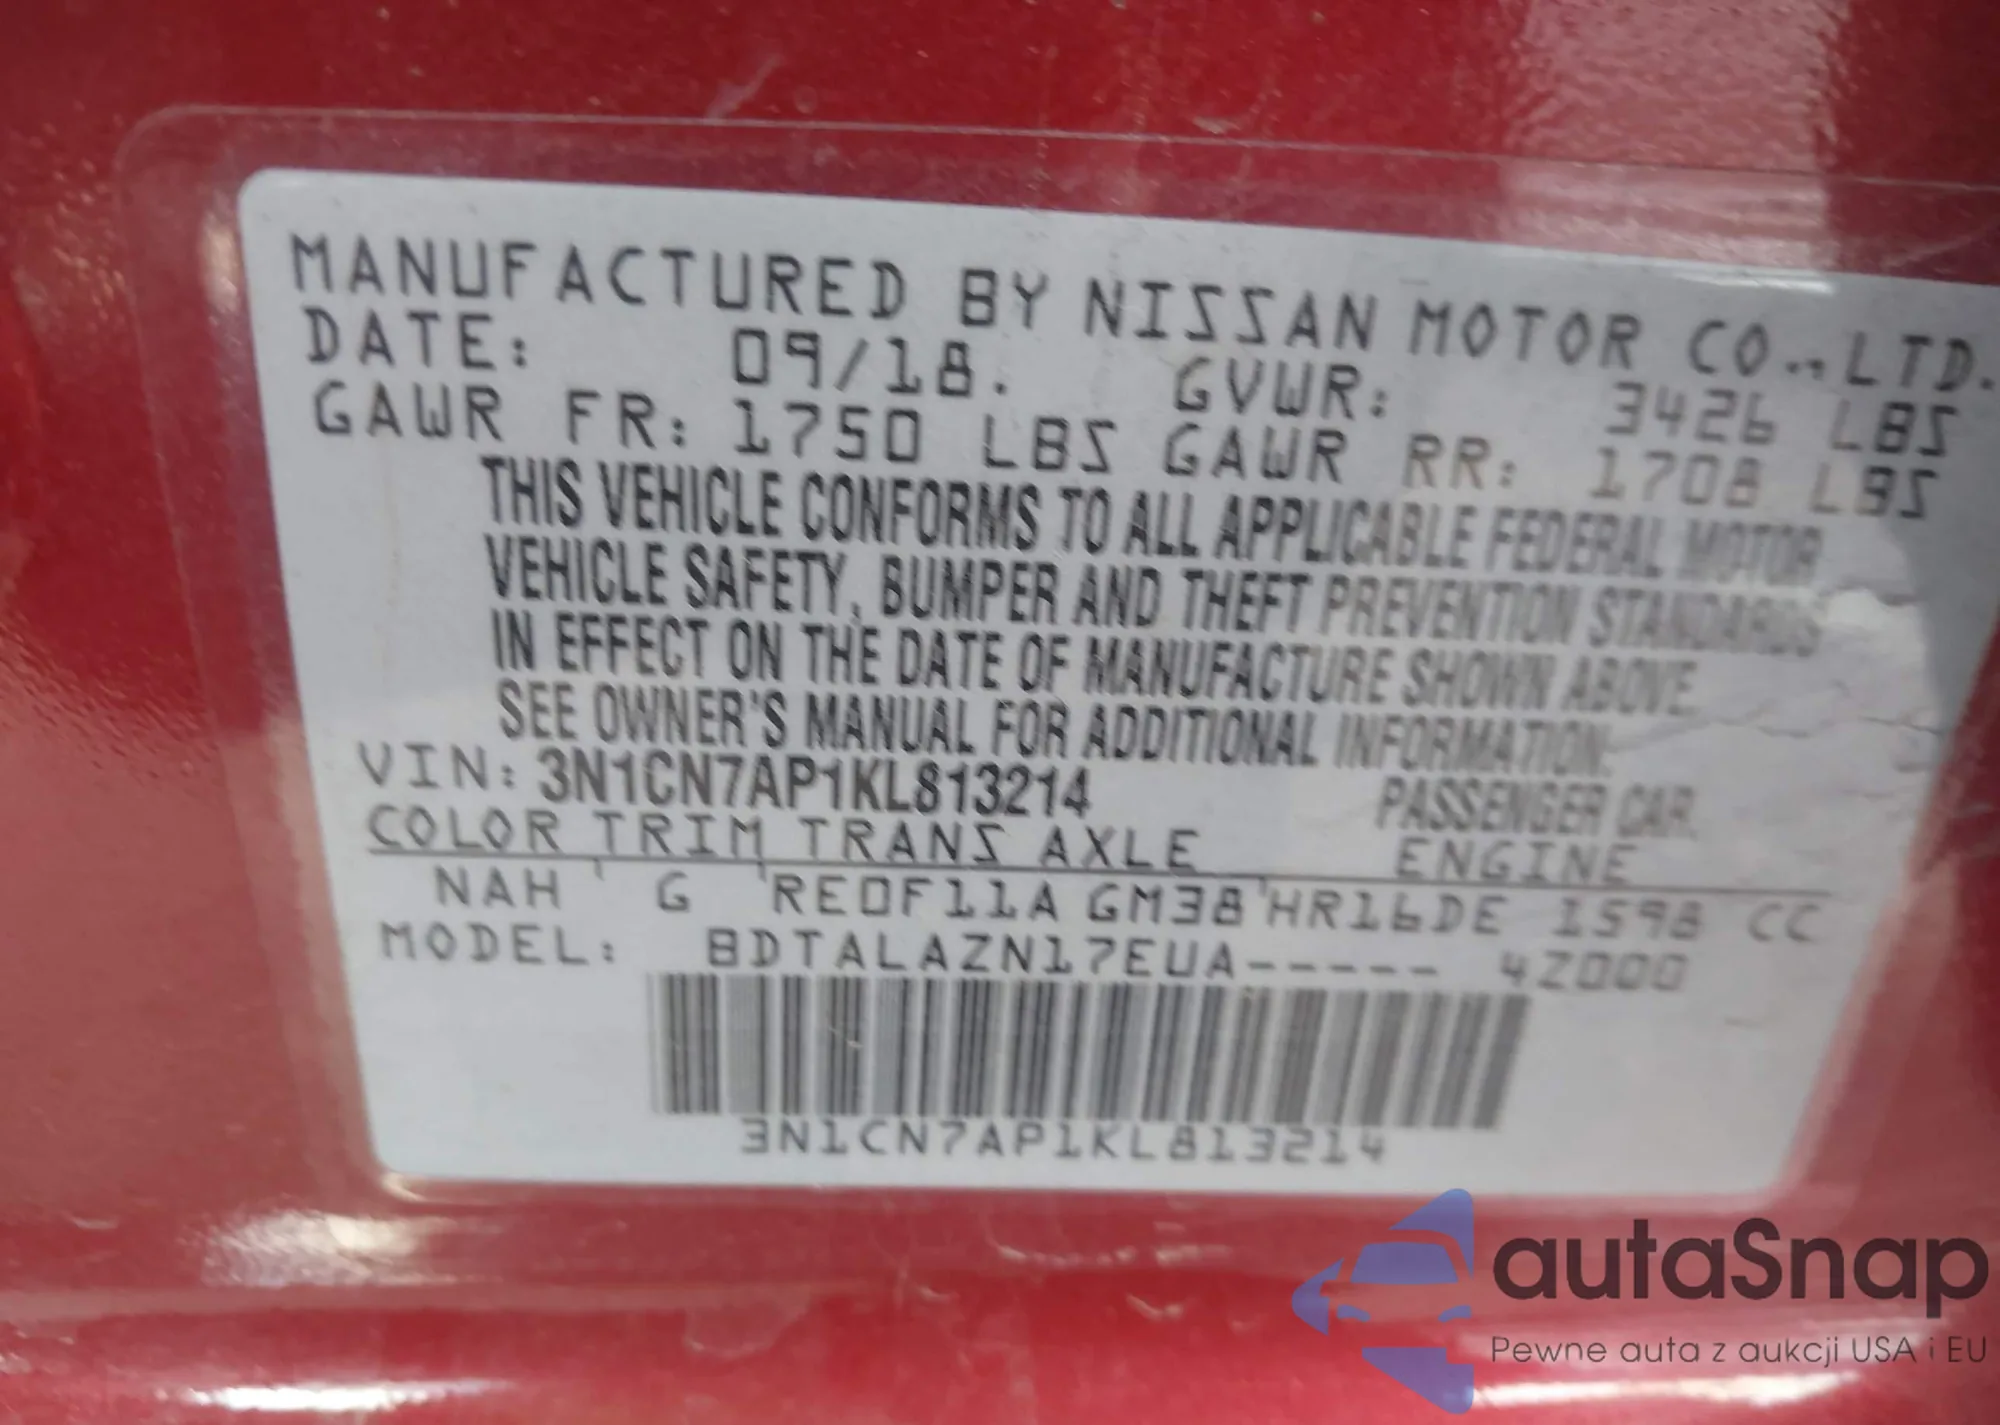 MANUFACTURED BY NISSAN MOTOR CO.,LTD.
DATE: 09/18. GVWR: 3426 LBS
GAWR FR: 1750 LBS GAWR RR: 1708 LBS
THIS VEHICLE CONFORMS TO ALL APPLICABLE FEDERAL MOTOR
VEHICLE SAFETY, BUMPER AND THEFT PREVENTION STANDARDS
IN EFFECT ON THE DATE OF MANUFACTURE SHOWN ABOVE.
SEE OWNER'S MANUAL FOR ADDITIONAL INFORMATION.
VIN: 3N1CN7AP1KL813214 PASSENGER CAR.
COLOR TRIM TRANS AXLE ENGINE
NAH G RE0F11A GM38 HR16DE 1598 CC
MODEL: BDTALAZN17EUA----- 4Z000
3N1CN7AP1KL813214
autaSnap
Pewne auta z aukcji USA i EU